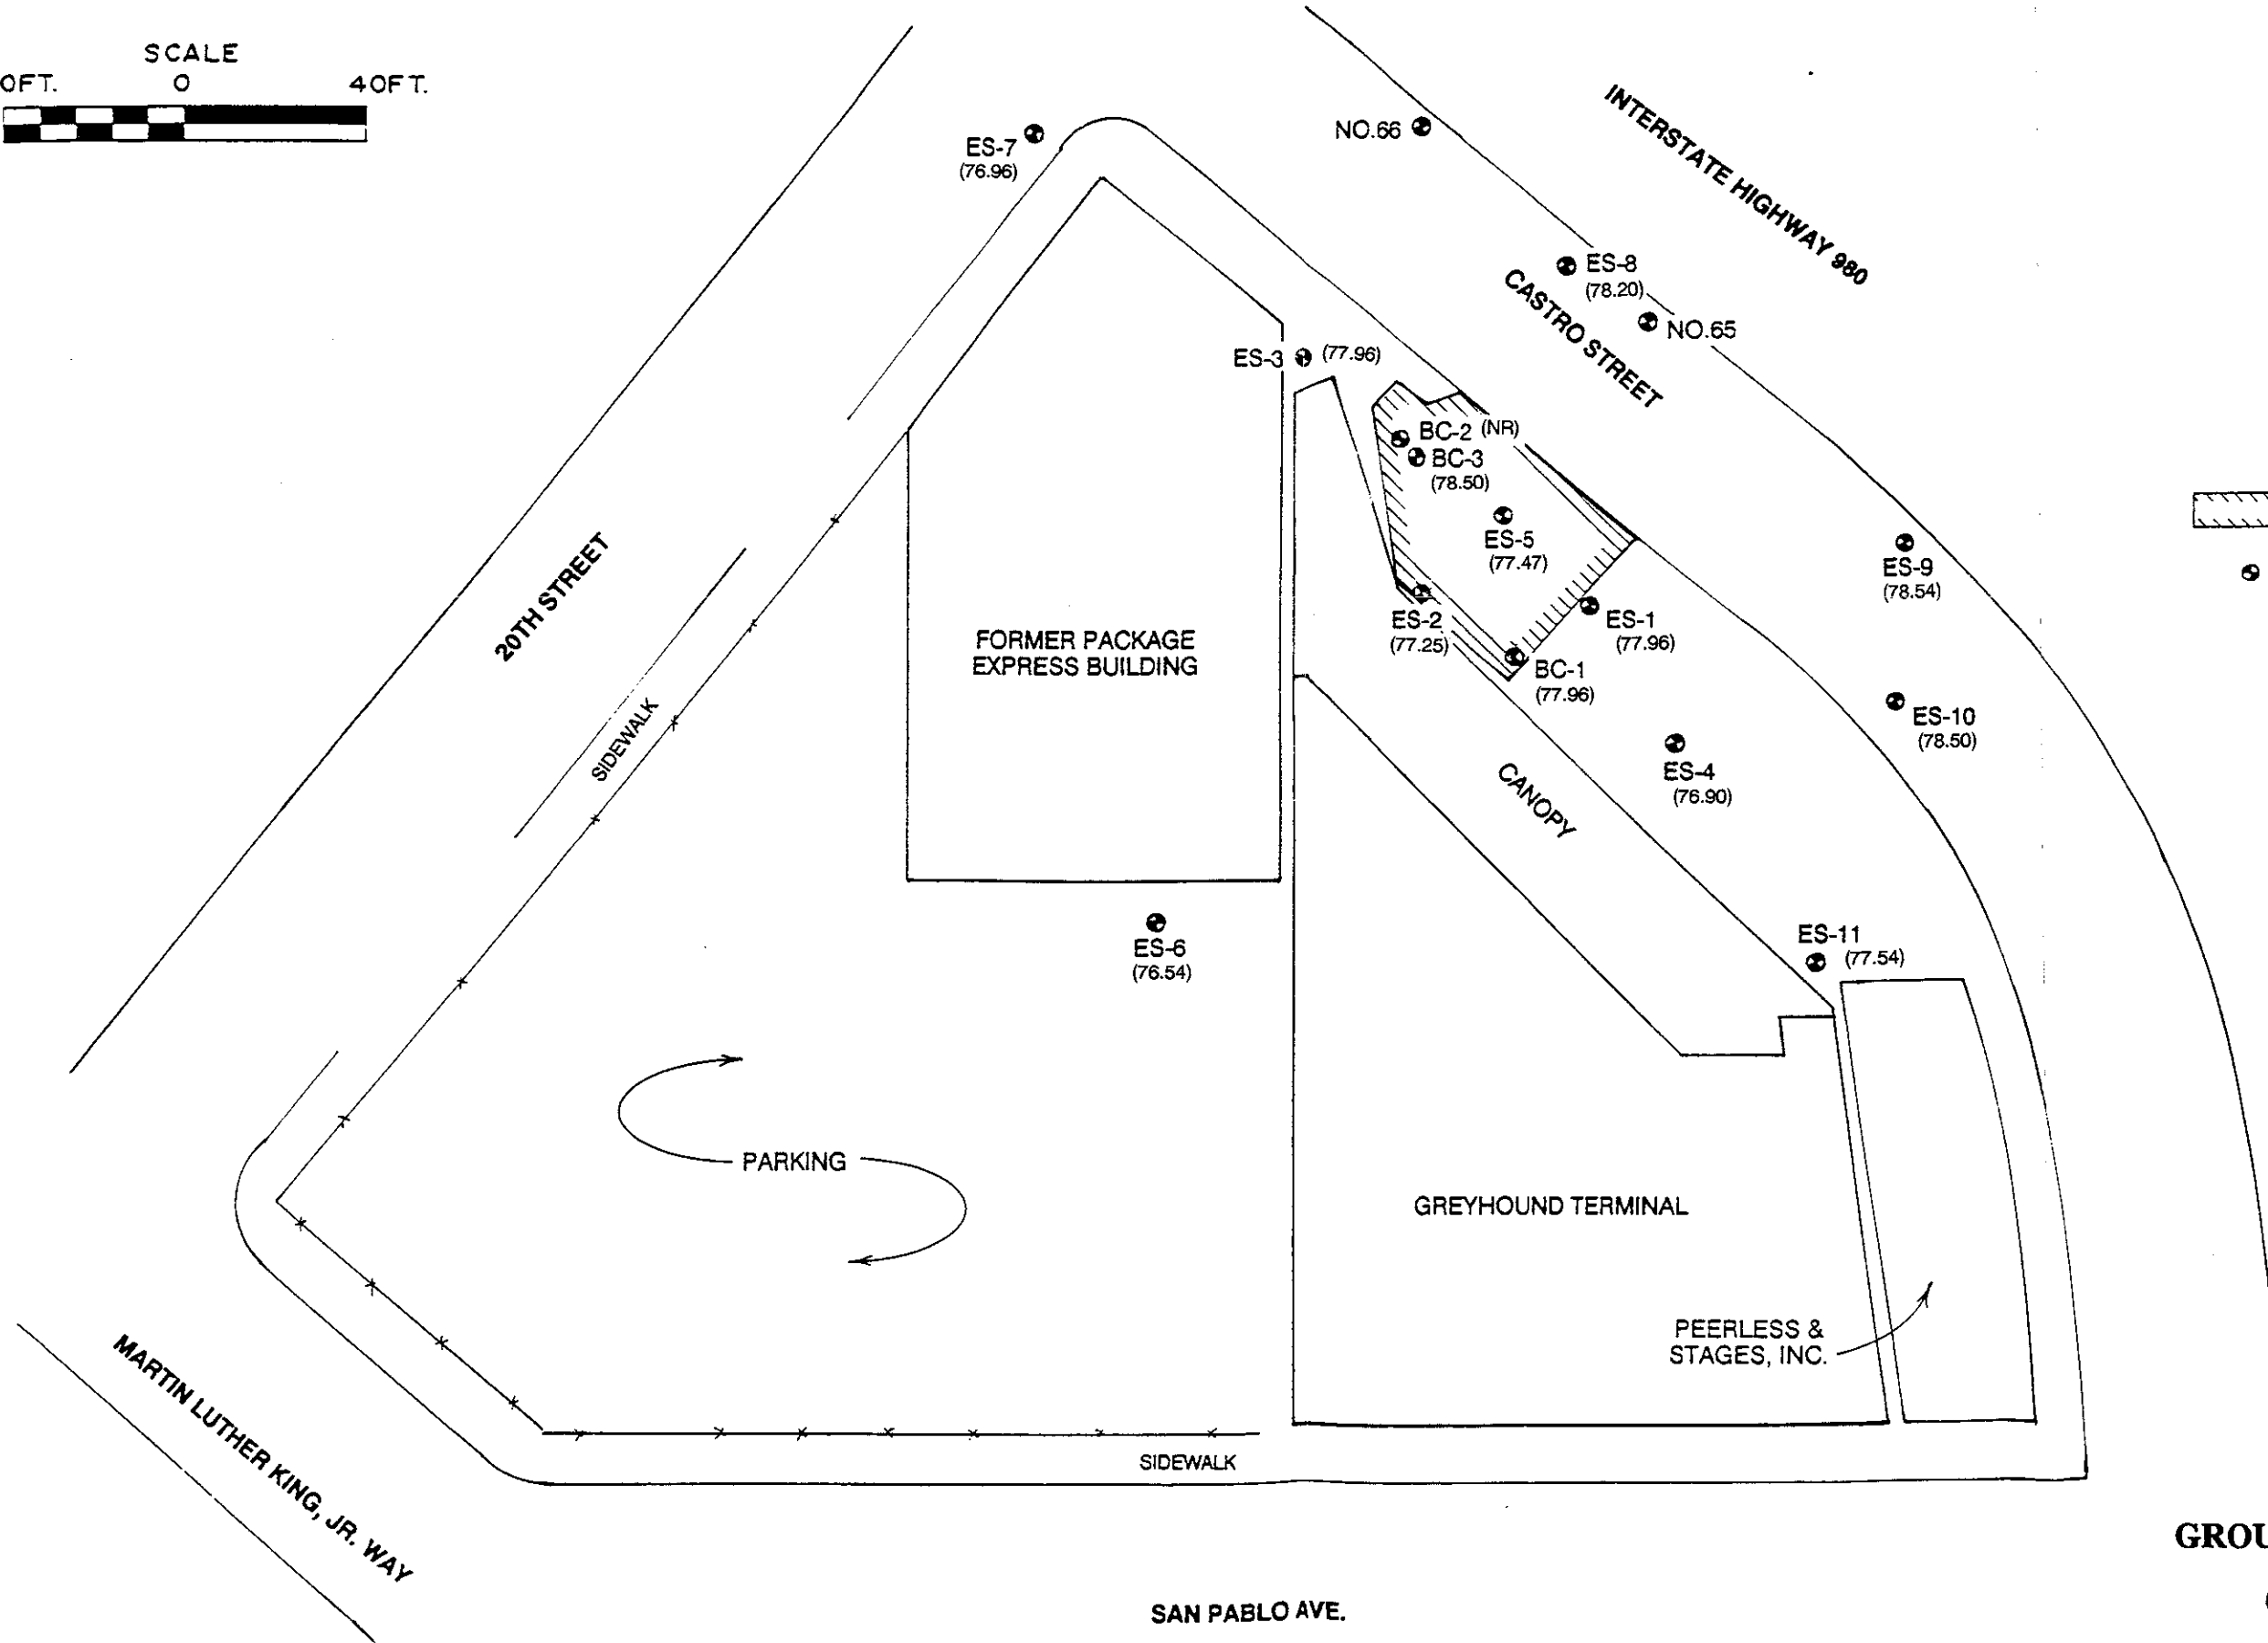 SCALE
0FT. 0 40FT.
INTERSTATE HIGHWAY 980
NO.66
ES-7
(76.96)
ES-8
(78.20)
CASTRO STREET
NO.65
ES-3 (77.96)
BC-2 (NR)
BC-3
(78.50)
ES-5
(77.47)
ES-9
(78.54)
20TH STREET
ES-2
(77.25)
ES-1
(77.96)
FORMER PACKAGE
EXPRESS BUILDING
BC-1
(77.96)
SIDEWALK
ES-10
(78.50)
ES-4
(76.90)
CANOPY
ES-6
(76.54)
ES-11
(77.54)
PARKING
GREYHOUND TERMINAL
PEERLESS &
STAGES, INC.
MARTIN LUTHER KING, JR. WAY
SIDEWALK
GROU
SAN PABLO AVE.